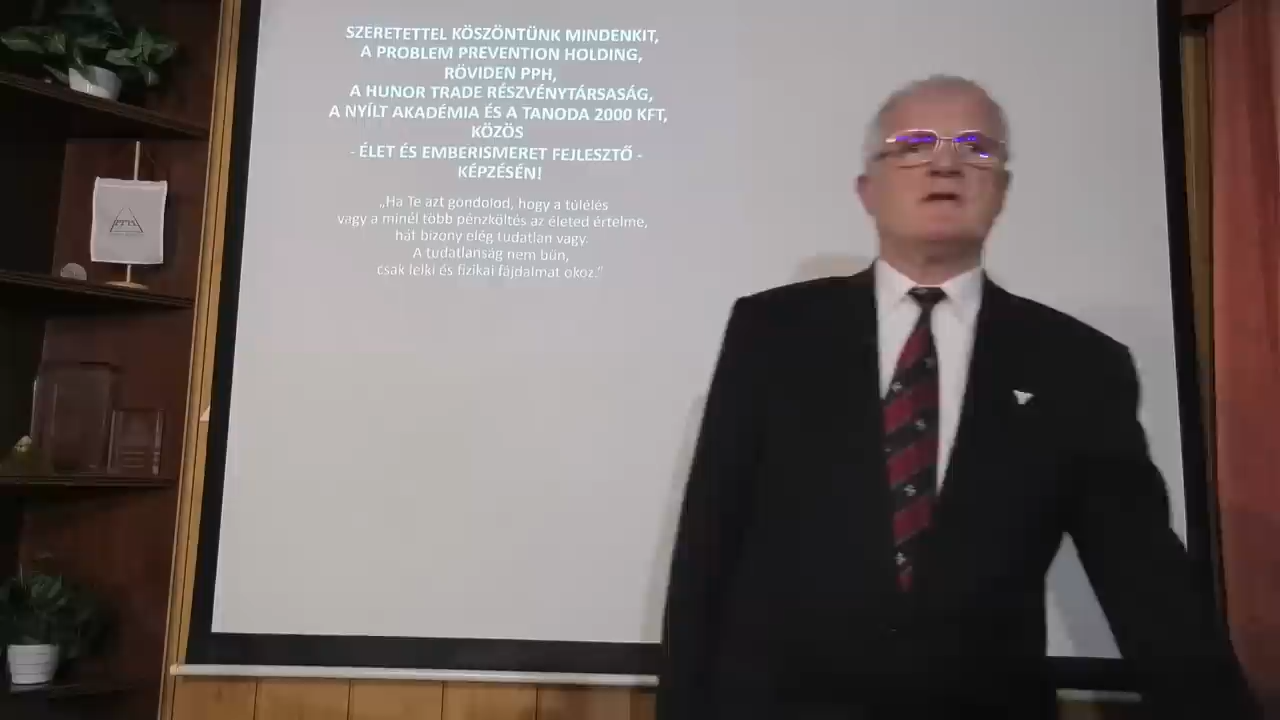 SZERETETTEL KÖSZÖNTÜNK MINDENKIT,
A PROBLEM PREVENTION HOLDING,
RÖVIDEN PPH,
A HUNOR TRADE RÉSZVÉNYTÁRSASÁG,
A NYÍLT AKADÉMIA ÉS A TANODA 2000 KFT,
KÖZÖS
- ÉLET ÉS EMBERISMERET FEJLESZTŐ -
KÉPZÉSÉN!
„Ha Te azt gondolod, hogy a túlélés
vagy a minél több pénzköltés az életed értelme,
hát bizony elég tudatlan vagy.
A tudatlanság nem bűn,
csak lelki és fizikai fájdalmat okoz.”